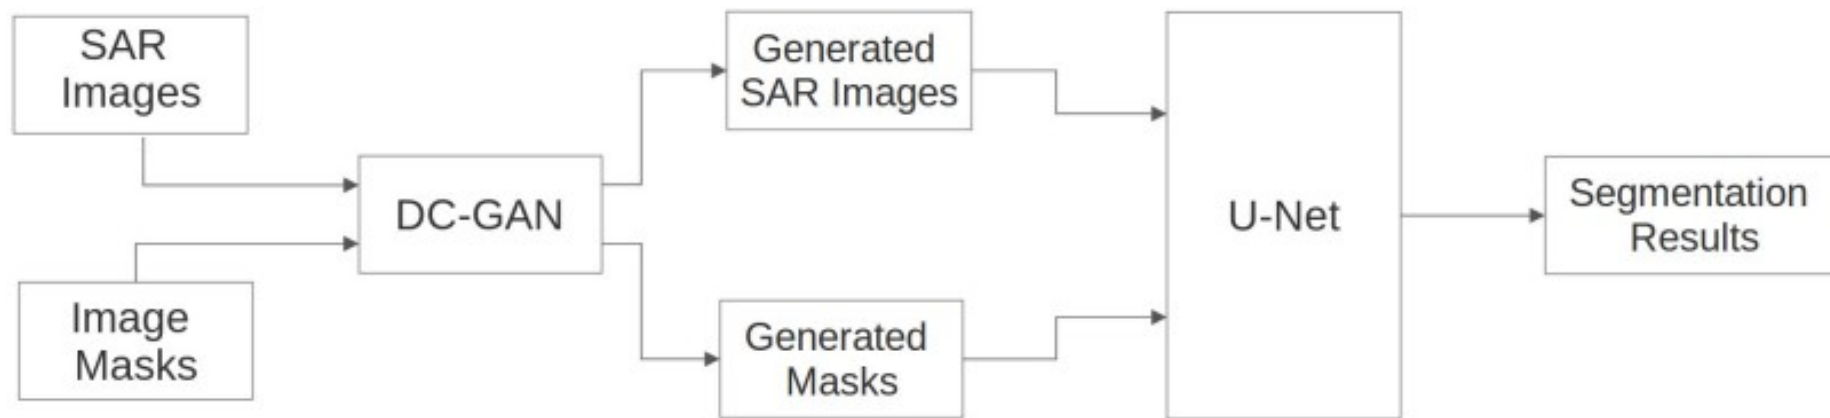 SAR
Images
Image
Masks
DC-GAN
Generated
SAR Images
Generated
Masks
U-Net
Segmentation
Results